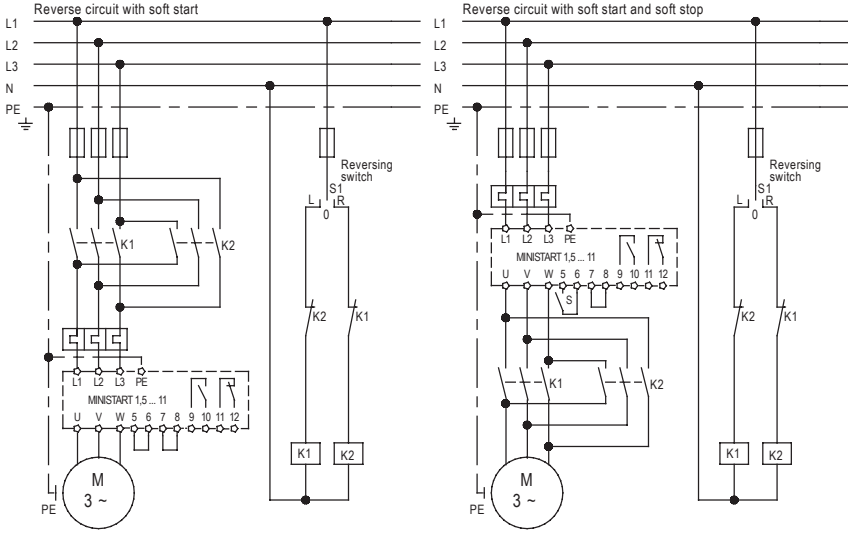 Reverse circuit with soft start
L1
L2
L3
N
PE
Reversing
switch
S1
L R
0
K1 K2
K2 K1
L1 L2 L3 PE
MINISTART 1,5 ... 11
U V W 5 6 7 8 9 10 11 12
K1 K2
M
3 ~
PE
Reverse circuit with soft start and soft stop
L1
L2
L3
N
PE
Reversing
switch
S1
L R
0
L1 L2 L3 PE
MINISTART 1,5 ... 11
U V W 5 6 7 8 9 10 11 12
S
K2 K1
K1 K2
K1 K2
M
3 ~
PE